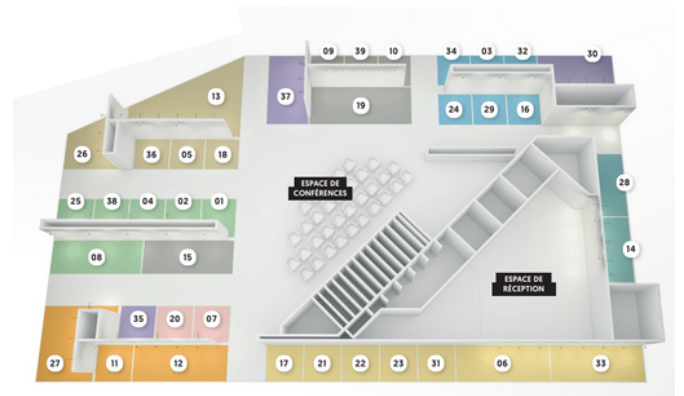 09 39 10
34 03 32
30
13
37
19
24 29 16
26 36 05 18
28
ESPACE DE
CONFÉRENCES
25 38 04 02 01
08 15
14
ESPACE DE
RÉCEPTION
35 20 07
27 11 12
17 21 22 23 31 06 33